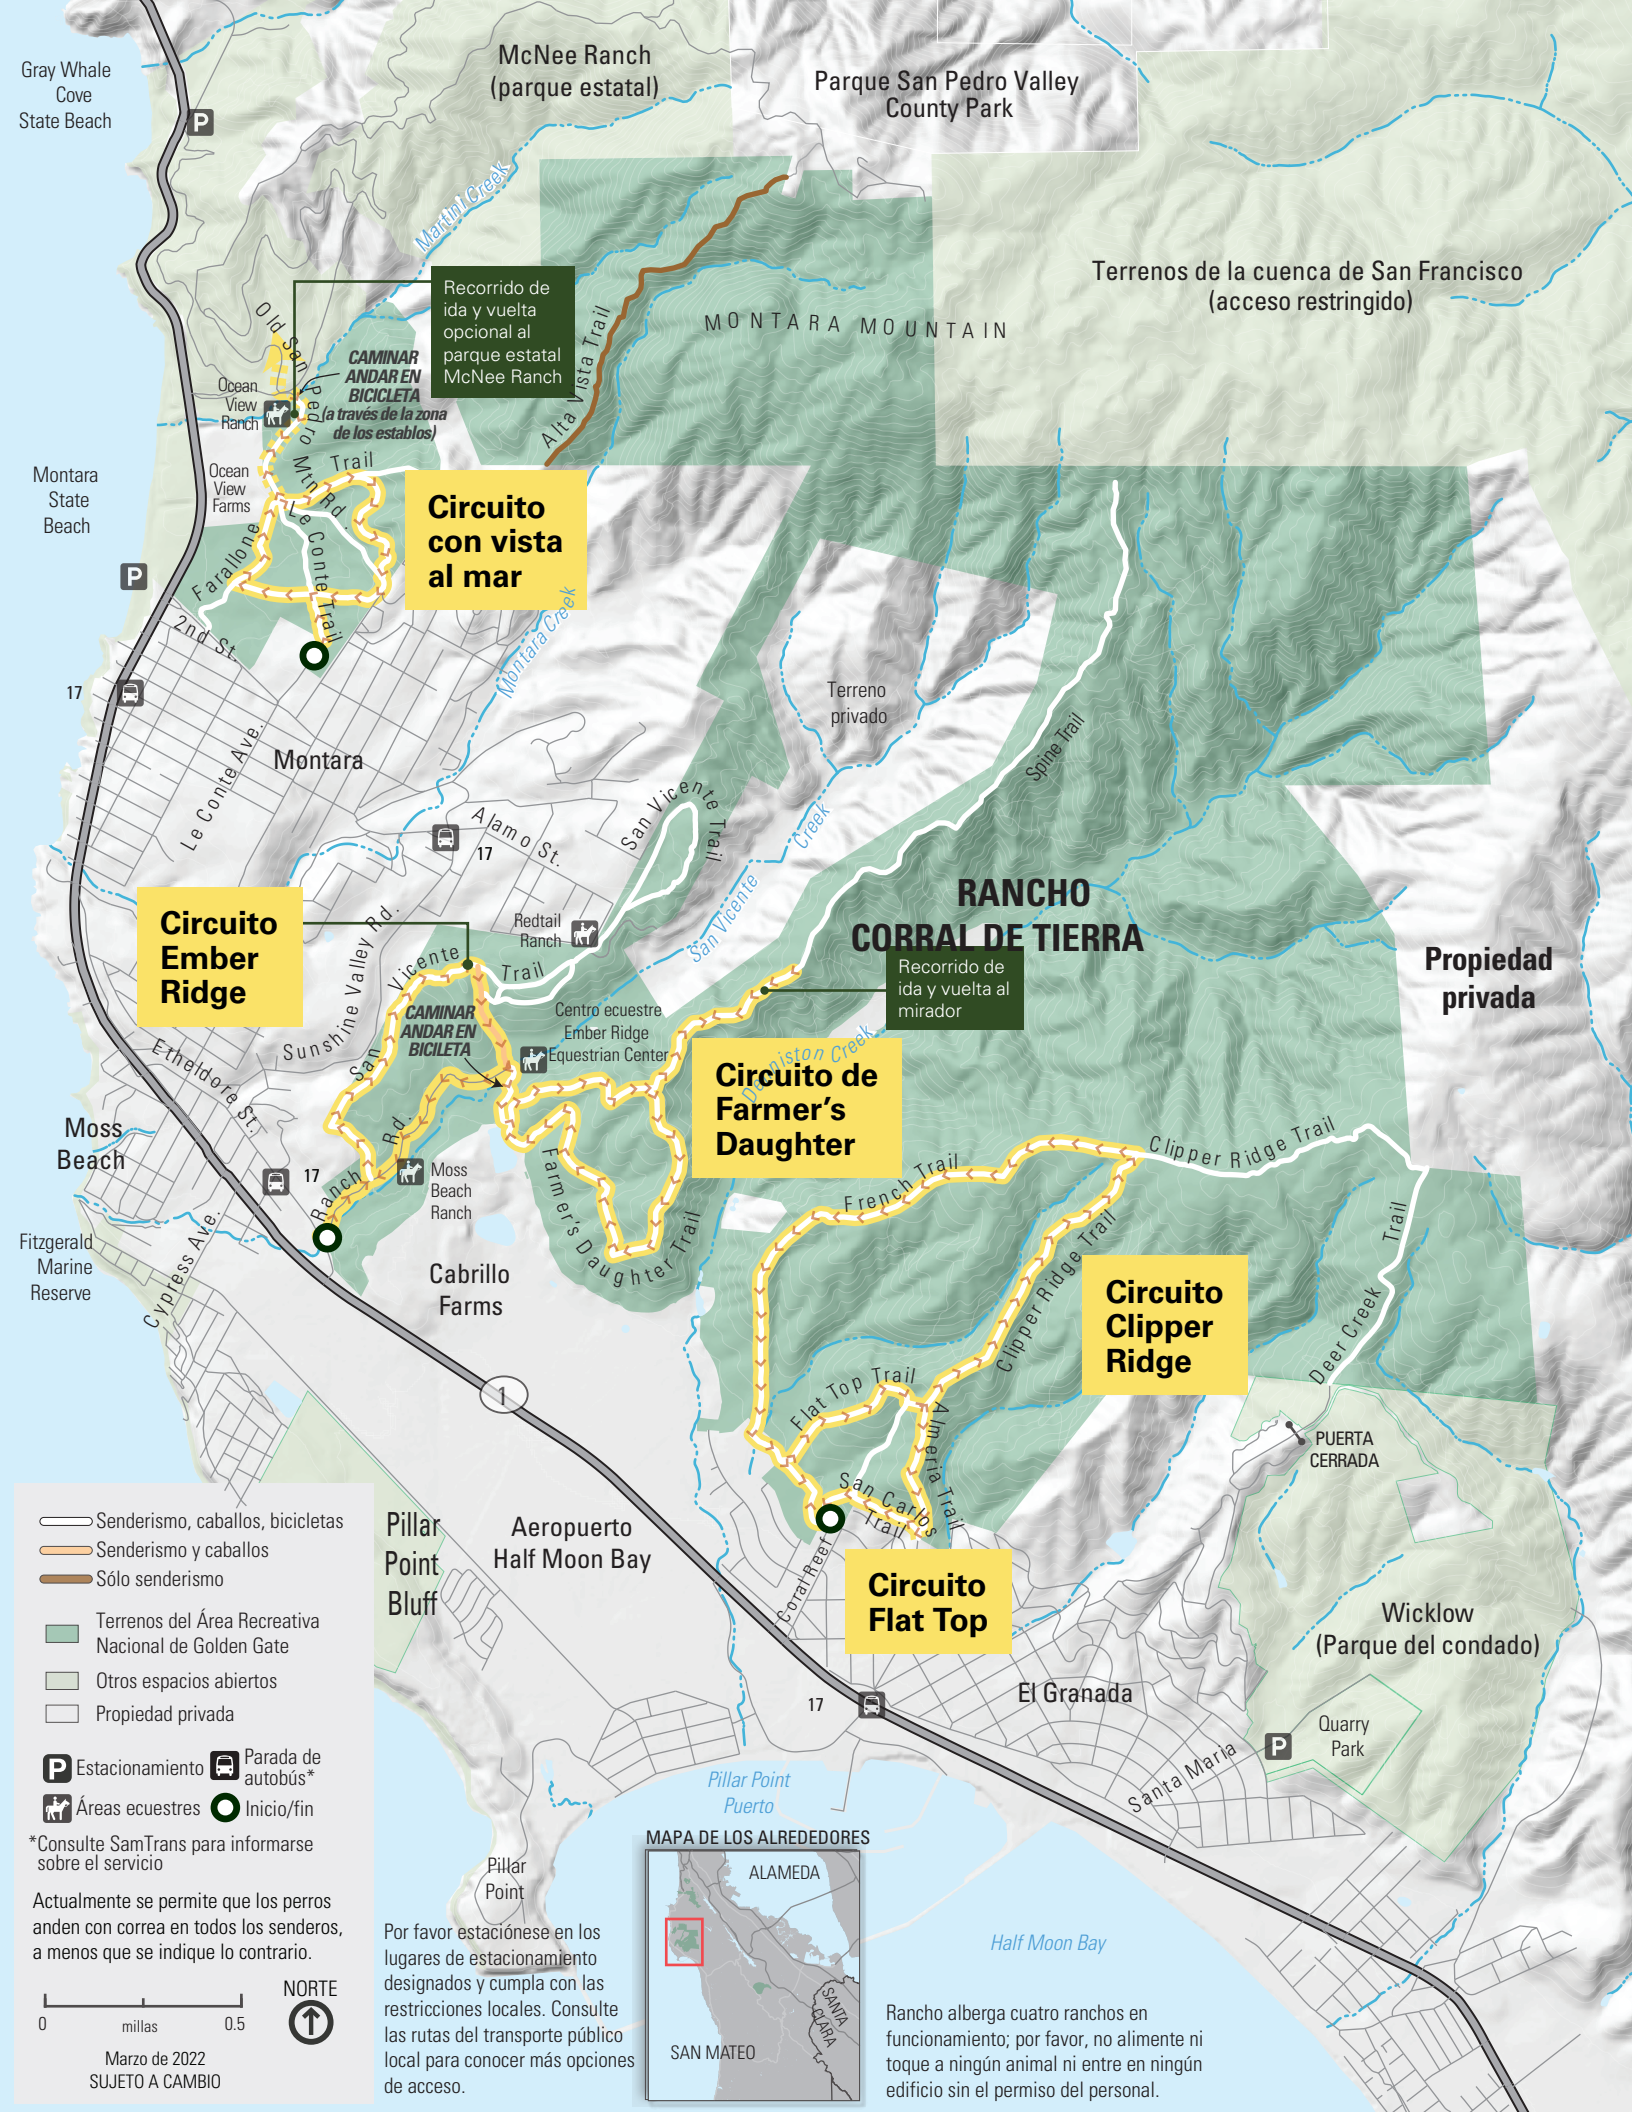 McNee Ranch
(parque estatal)
Parque San Pedro Valley
County Park
Gray Whale
Cove
State Beach
P
Martini Creek
Terrenos de la cuenca de San Francisco
(acceso restringido)
Recorrido de
ida y vuelta
opcional al
parque estatal
McNee Ranch
MONTARA MOUNTAIN
Alta Vista Trail
Old San Pedro Mtn Rd.
CAMINAR
ANDAR EN
BICICLETA
(a través de la zona
de los establos)
Ocean
View
Ranch
Trail
Ocean
View
Farms
Montara
State
Beach
Circuito
con vista
al mar
Le Conte Trail
Farallone
P
2nd St.
Montara Creek
17
Terreno
privado
Spine Trail
Montara
Le Conte Ave.
San Vicente Trail
Alamo St.
17
San Vicente Creek
RANCHO
CORRAL DE TIERRA
Circuito
Ember
Ridge
Redtail
Ranch
Sunshine Valley Rd.
San Vicente Trail
Recorrido de
ida y vuelta al
mirador
Propiedad
privada
CAMINAR
ANDAR EN
BICILETA
Centro ecuestre
Ember Ridge
Equestrian Center
Denniston Creek
Circuito de
Farmer's
Daughter
Etheldore St.
Moss
Beach
Ranch Rd.
17
Moss
Beach
Ranch
Farmer's Daughter Trail
French Trail
Clipper Ridge Trail
Deer Creek Trail
Fitzgerald
Marine
Reserve
Cypress Ave.
Cabrillo
Farms
Clipper Ridge Trail
Circuito
Clipper
Ridge
1
Flat Top Trail
Almeria Trail
PUERTA
CERRADA
San Carlos
Trail
Pillar
Point
Bluff
Aeropuerto
Half Moon Bay
Coral Reef
Circuito
Flat Top
Wicklow
(Parque del condado)
17
El Granada
Quarry
Park
P
Santa Maria
Pillar Point
Puerto
Pillar
Point
Half Moon Bay
Senderismo, caballos, bicicletas
Senderismo y caballos
Sólo senderismo
Terrenos del Área Recreativa
Nacional de Golden Gate
Otros espacios abiertos
Propiedad privada
P Estacionamiento
Parada de
autobús*
Áreas ecuestres
Inicio/fin
*Consulte SamTrans para informarse
sobre el servicio
Actualmente se permite que los perros
anden con correa en todos los senderos,
a menos que se indique lo contrario.
NORTE
0 millas 0.5
Marzo de 2022
SUJETO A CAMBIO
Por favor estaciónese en los
lugares de estacionamiento
designados y cumpla con las
restricciones locales. Consulte
las rutas del transporte público
local para conocer más opciones
de acceso.
MAPA DE LOS ALREDEDORES
ALAMEDA
SANTA
CLARA
SAN MATEO
Rancho alberga cuatro ranchos en
funcionamiento; por favor, no alimente ni
toque a ningún animal ni entre en ningún
edificio sin el permiso del personal.